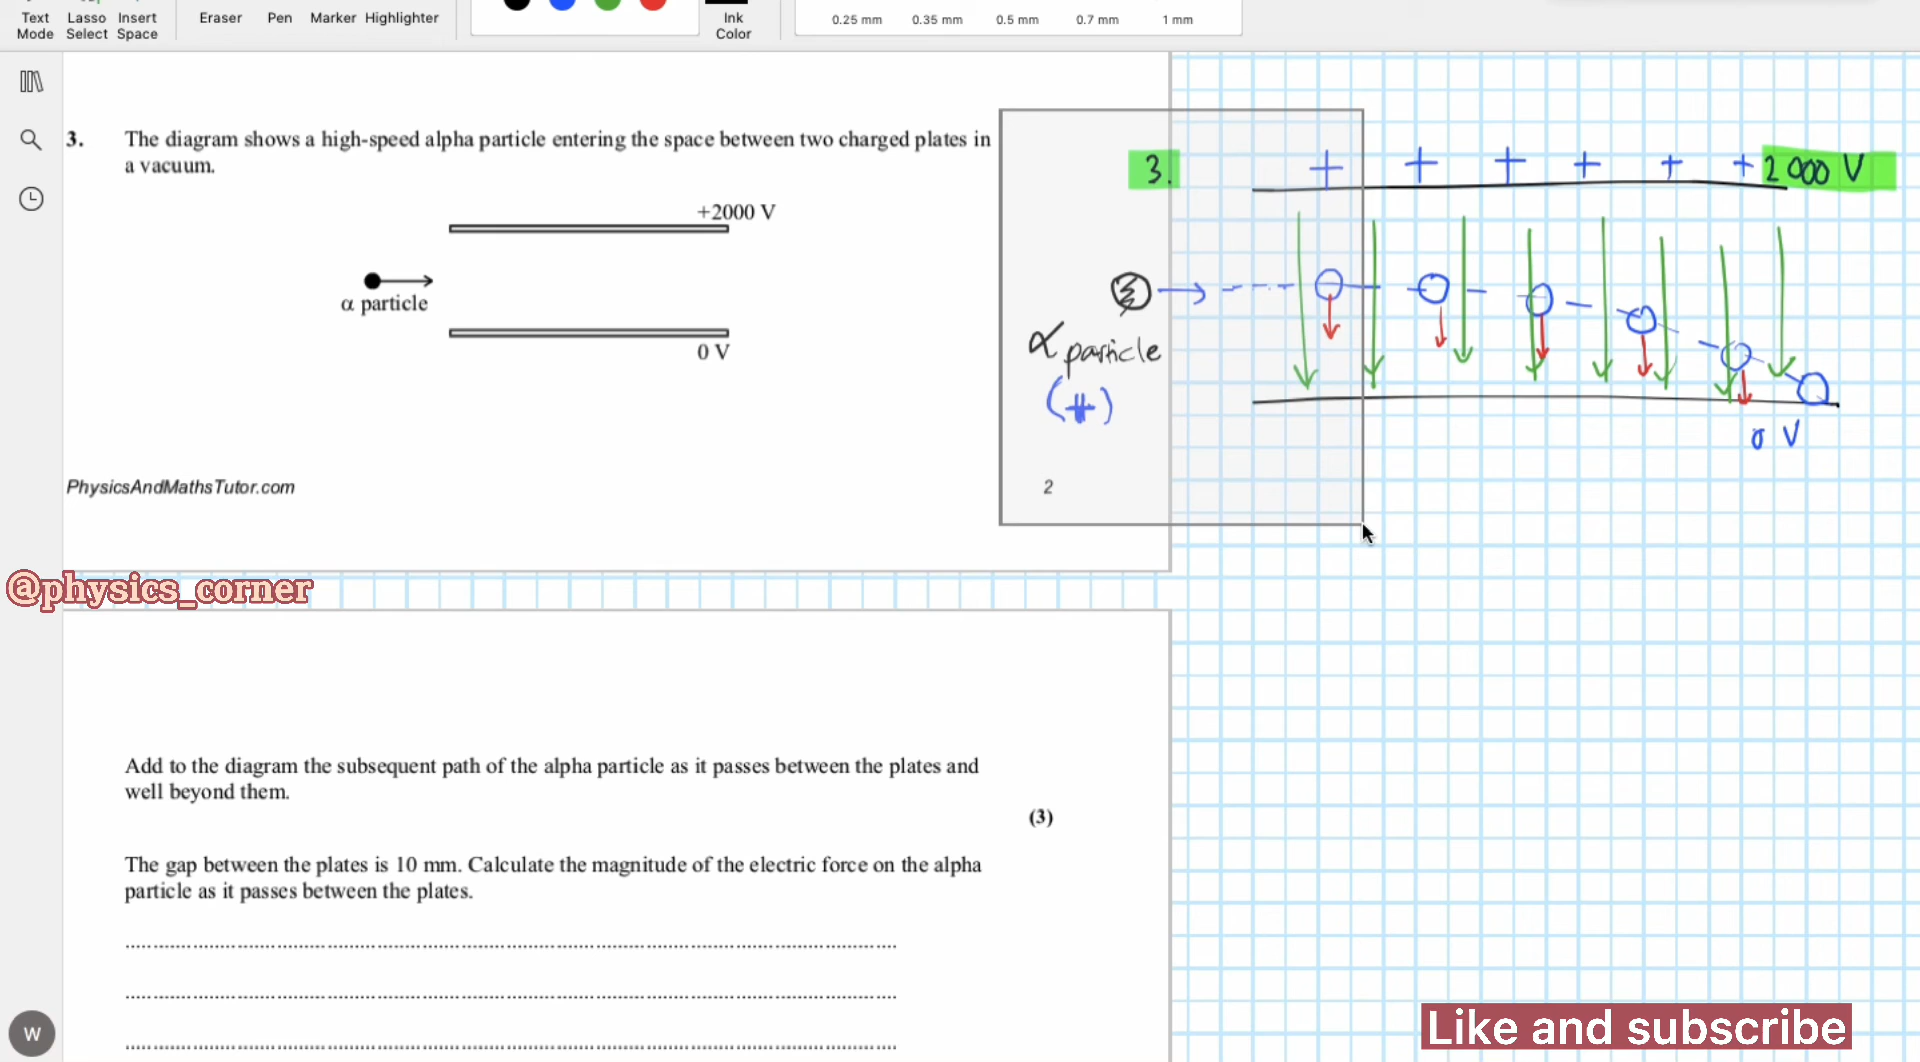 Text Mode
Lasso Select
Insert Space
Eraser
Pen
Marker
Highlighter
Ink Color
0.25 mm
0.35 mm
0.5 mm
0.7 mm
1 mm
3. The diagram shows a high-speed alpha particle entering the space between two charged plates in
a vacuum.
+2000 V
α particle
0 V
PhysicsAndMathsTutor.com
2
3.
+ + + + + + 2000 V
α particle
(+)
0 V
@physics_corner
Add to the diagram the subsequent path of the alpha particle as it passes between the plates and
well beyond them.
(3)
The gap between the plates is 10 mm. Calculate the magnitude of the electric force on the alpha
particle as it passes between the plates.
W
Like and subscribe